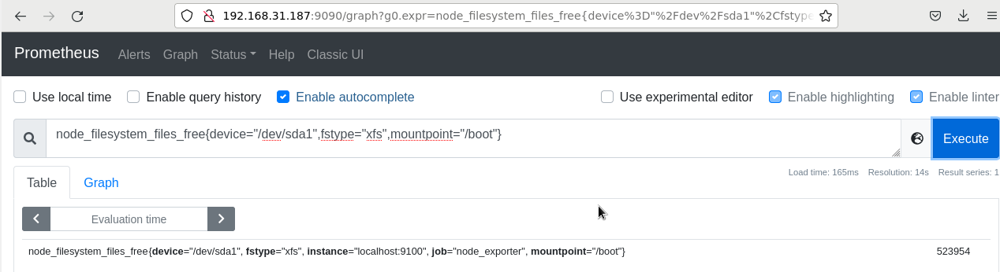 192.168.31.187:9090/graph?g0.expr=node_filesystem_files_free{device%3D"%2Fdev%2Fsda1"%2Cfstype
Prometheus Alerts Graph Status Help Classic UI
Use local time Enable query history Enable autocomplete Use experimental editor Enable highlighting Enable linter
node_filesystem_files_free{device="/dev/sda1",fstype="xfs",mountpoint="/boot"} Execute
Load time: 165ms Resolution: 14s Result series: 1
Table Graph
Evaluation time
node_filesystem_files_free{device="/dev/sda1", fstype="xfs", instance="localhost:9100", job="node_exporter", mountpoint="/boot"} 523954